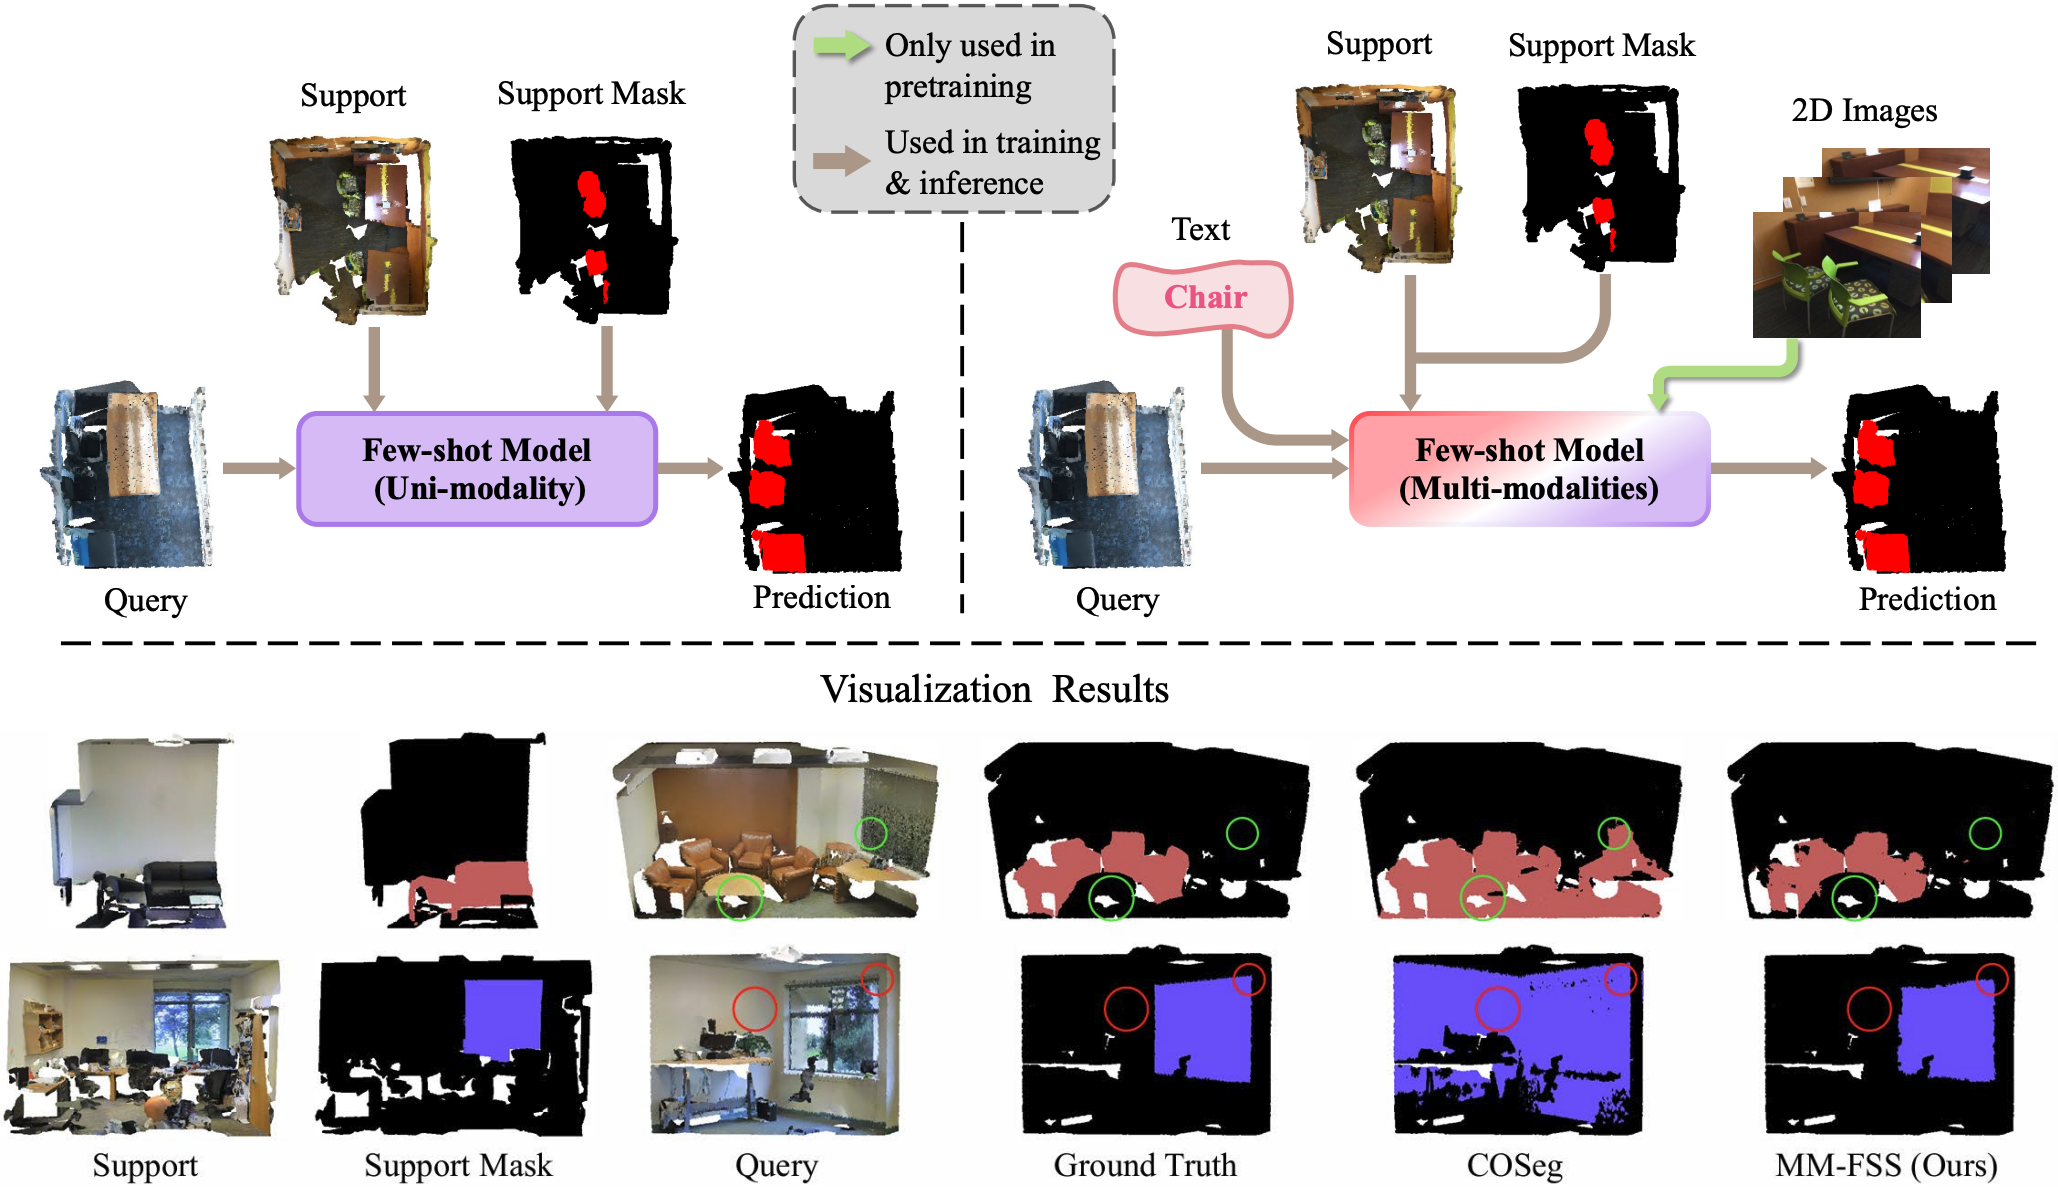 Only used in
pretraining
Used in training
& inference
Support
Support Mask
Few-shot Model
(Uni-modality)
Query
Prediction
Support
Support Mask
2D Images
Text
Chair
Few-shot Model
(Multi-modalities)
Query
Prediction
Visualization Results
Support
Support Mask
Query
Ground Truth
COSeg
MM-FSS (Ours)